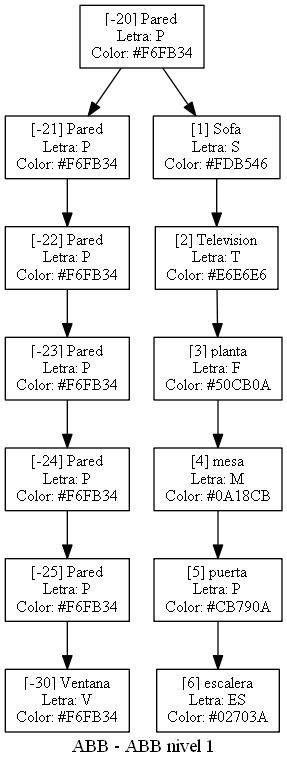 [-20] Pared
Letra: P
Color: #F6FB34
[-21] Pared
Letra: P
Color: #F6FB34
[1] Sofa
Letra: S
Color: #FDB546
[-22] Pared
Letra: P
Color: #F6FB34
[2] Television
Letra: T
Color: #E6E6E6
[-23] Pared
Letra: P
Color: #F6FB34
[3] planta
Letra: F
Color: #50CB0A
[-24] Pared
Letra: P
Color: #F6FB34
[4] mesa
Letra: M
Color: #0A18CB
[-25] Pared
Letra: P
Color: #F6FB34
[5] puerta
Letra: P
Color: #CB790A
[-30] Ventana
Letra: V
Color: #F6FB34
[6] escalera
Letra: ES
Color: #02703A
ABB - ABB nivel 1